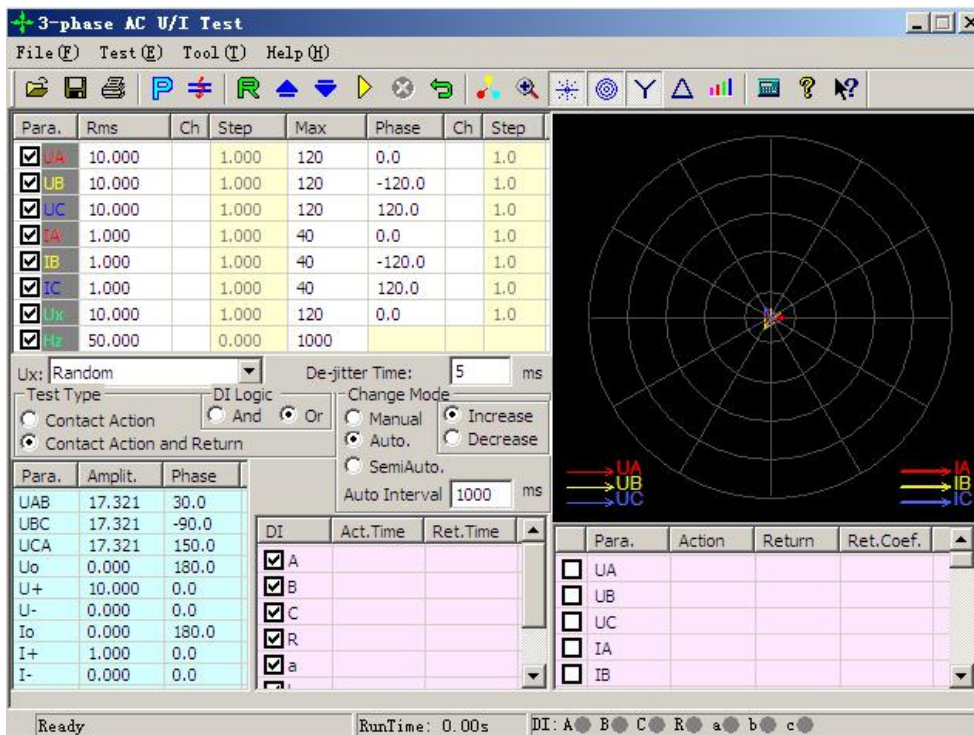 3-phase AC U/I Test
File(F) Test(E) Tool(T) Help(H)
Para. Rms Ch Step Max Phase Ch Step
UA 10.000 1.000 120 0.0 1.0
UB 10.000 1.000 120 -120.0 1.0
UC 10.000 1.000 120 120.0 1.0
IA 1.000 1.000 40 0.0 1.0
IB 1.000 1.000 40 -120.0 1.0
IC 1.000 1.000 40 120.0 1.0
Ux 10.000 1.000 120 0.0 1.0
Hz 50.000 0.000 1000
Ux: Random De-jitter Time: 5 ms
Test Type
Contact Action
Contact Action and Return
DI Logic
And Or
Change Mode
Manual
Auto.
SemiAuto.
Increase
Decrease
Auto Interval 1000 ms
Para. Amplit. Phase
UAB 17.321 30.0
UBC 17.321 -90.0
UCA 17.321 150.0
Uo 0.000 180.0
U+ 10.000 0.0
U- 0.000 0.0
Io 0.000 180.0
I+ 1.000 0.0
I- 0.000 0.0
DI Act.Time Ret.Time
A
B
C
R
a
UA IA
UB IB
UC IC
Para. Action Return Ret.Coef.
UA
UB
UC
IA
IB
Ready RunTime: 0.00s DI: A B C R a b c